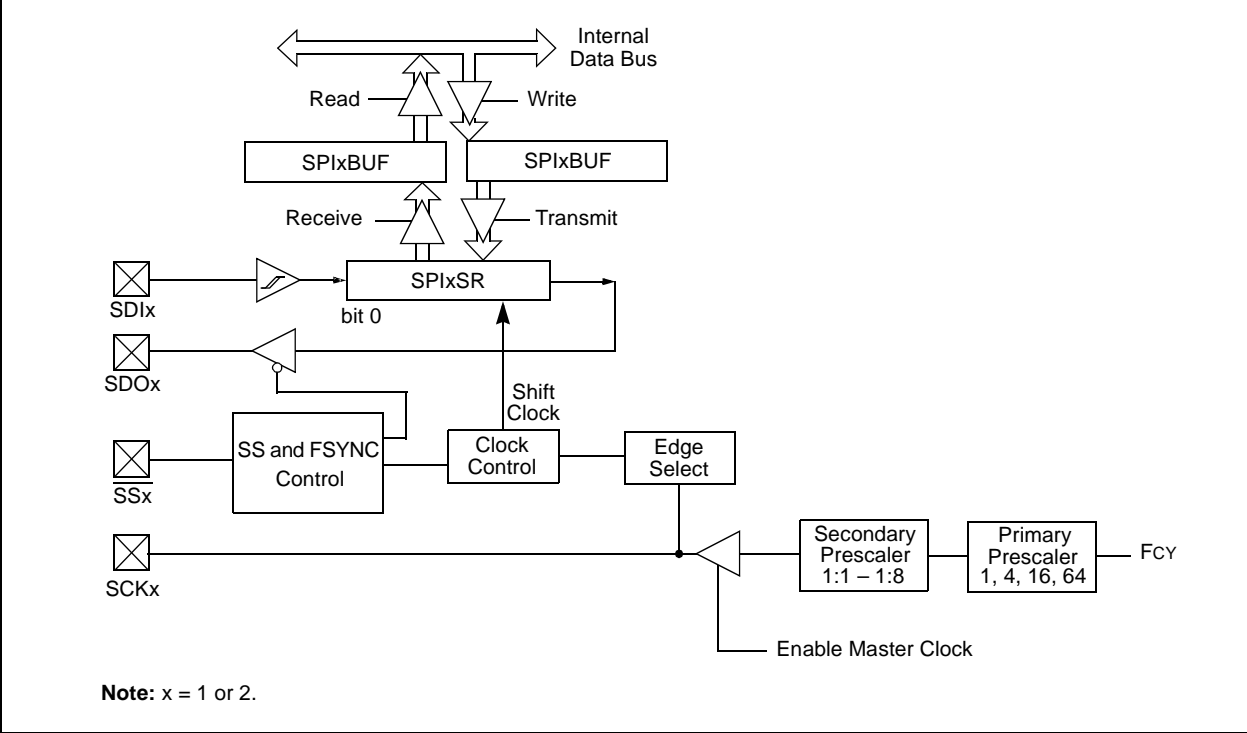 Internal
Data Bus
Read
Write
SPIxBUF
SPIxBUF
Receive
Transmit
SDIx
SPIxSR
bit 0
SDOx
Shift
Clock
SS and FSYNC
Control
Clock
Control
Edge
Select
SSx
SCKx
Secondary
Prescaler
1:1 – 1:8
Primary
Prescaler
1, 4, 16, 64
FCY
Enable Master Clock
Note: x = 1 or 2.